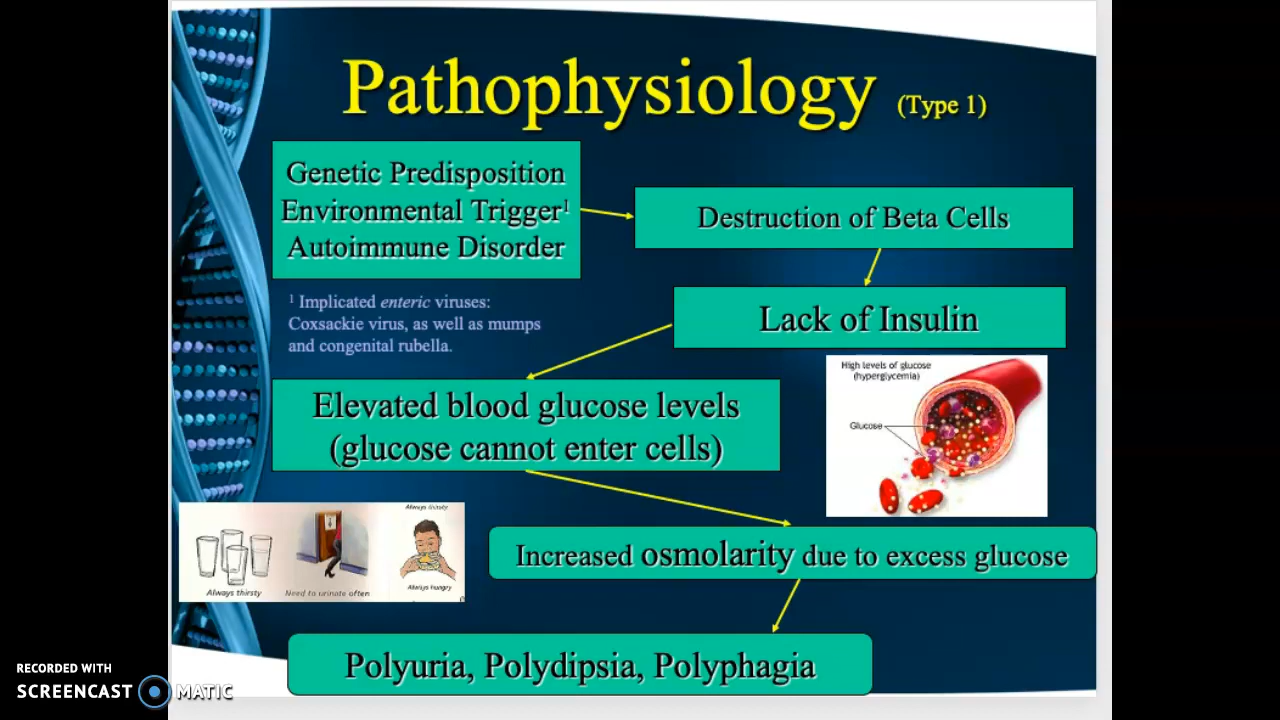 Pathophysiology (Type 1)
Genetic Predisposition
Environmental Trigger¹
Autoimmune Disorder
Destruction of Beta Cells
¹ Implicated enteric viruses:
Coxsackie virus, as well as mumps
and congenital rubella.
Lack of Insulin
High levels of glucose
(hyperglycemia)
Glucose
Elevated blood glucose levels
(glucose cannot enter cells)
Always thirsty
Always thirsty
Need to urinate often
Always hungry
Increased osmolarity due to excess glucose
Polyuria, Polydipsia, Polyphagia
RECORDED WITH
SCREENCAST MATIC